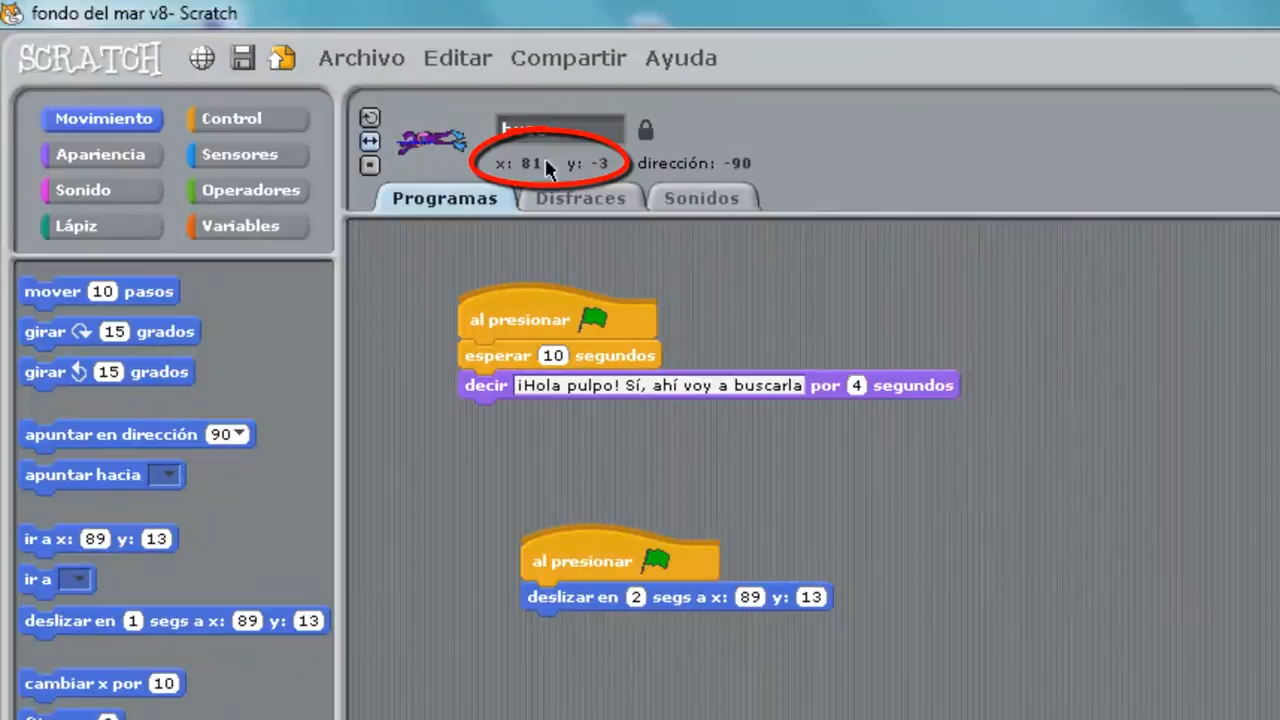 fondo del mar v8- Scratch
SCRATCH Archivo Editar Compartir Ayuda
Movimiento Control
Apariencia Sensores
Sonido Operadores
Lápiz Variables
x: 81 y: -3 dirección: -90
Programas Disfraces Sonidos
mover 10 pasos
girar 15 grados
girar 15 grados
apuntar en dirección 90
apuntar hacia
ir a x: 89 y: 13
ir a
deslizar en 1 segs a x: 89 y: 13
cambiar x por 10
al presionar
esperar 10 segundos
decir ¡Hola pulpo! Sí, ahí voy a buscarla por 4 segundos
al presionar
deslizar en 2 segs a x: 89 y: 13